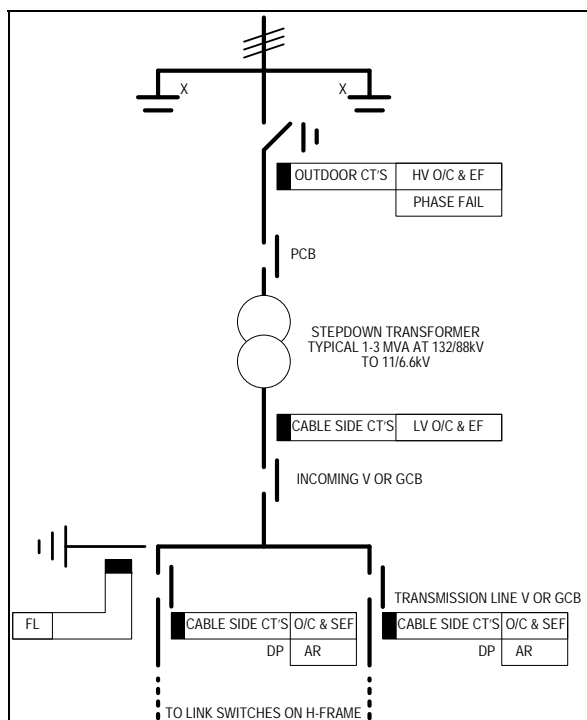 X X
OUTDOOR CT'S HV O/C & EF
PHASE FAIL
PCB
STEPDOWN TRANSFORMER
TYPICAL 1-3 MVA AT 132/88kV
TO 11/6.6kV
CABLE SIDE CT'S LV O/C & EF
INCOMING V OR GCB
TRANSMISSION LINE V OR GCB
FL CABLE SIDE CT'S O/C & SEF CABLE SIDE CT'S O/C & SEF
DP AR DP AR
TO LINK SWITCHES ON H-FRAME